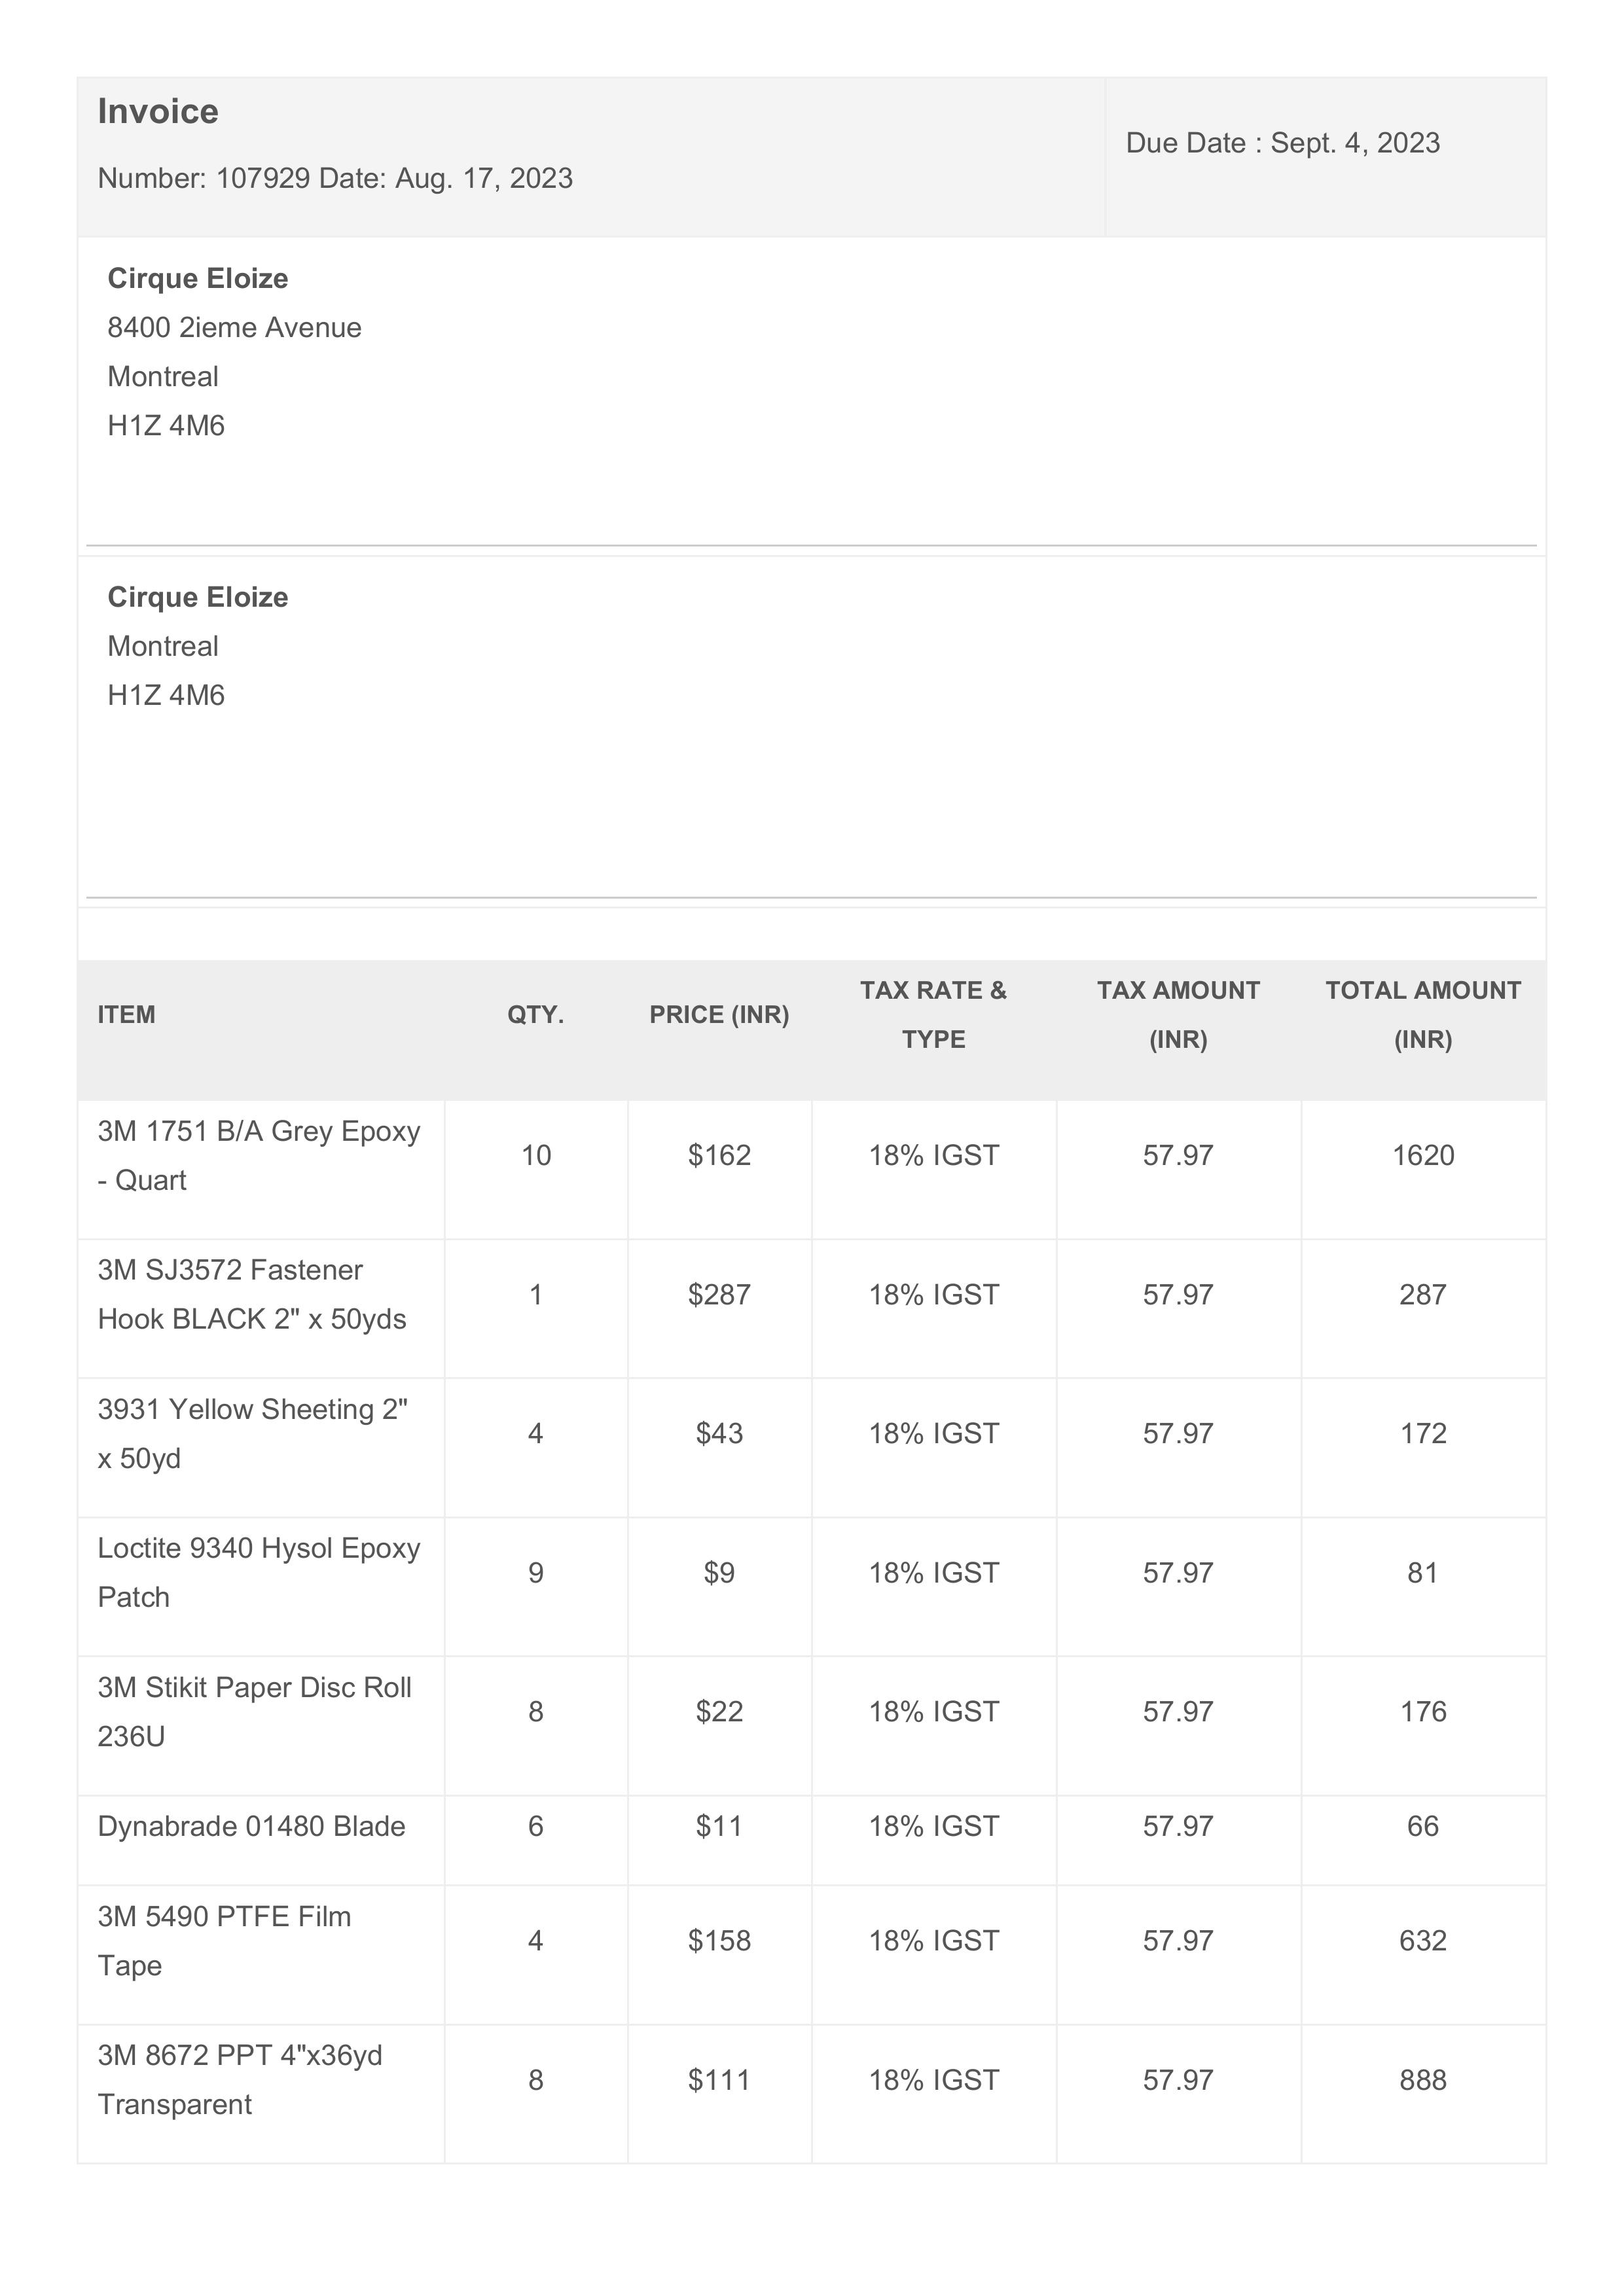 Invoice
Number: 107929 Date: Aug. 17, 2023
Due Date : Sept. 4, 2023
Cirque Eloize
8400 2ieme Avenue
Montreal
H1Z 4M6
Cirque Eloize
Montreal
H1Z 4M6
ITEM QTY. PRICE (INR) TAX RATE & TYPE TAX AMOUNT (INR) TOTAL AMOUNT (INR)
3M 1751 B/A Grey Epoxy - Quart 10 $162 18% IGST 57.97 1620
3M SJ3572 Fastener Hook BLACK 2" x 50yds 1 $287 18% IGST 57.97 287
3931 Yellow Sheeting 2" x 50yd 4 $43 18% IGST 57.97 172
Loctite 9340 Hysol Epoxy Patch 9 $9 18% IGST 57.97 81
3M Stikit Paper Disc Roll 236U 8 $22 18% IGST 57.97 176
Dynabrade 01480 Blade 6 $11 18% IGST 57.97 66
3M 5490 PTFE Film Tape 4 $158 18% IGST 57.97 632
3M 8672 PPT 4"x36yd Transparent 8 $111 18% IGST 57.97 888